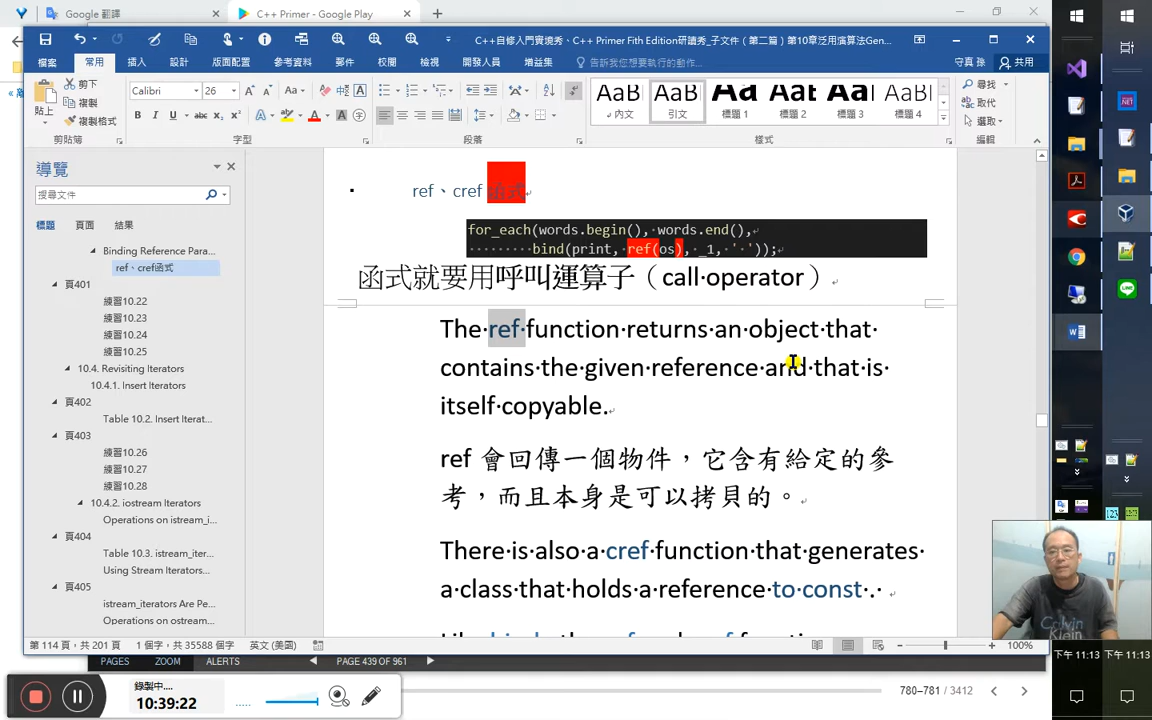 Google 翻譯
C++ Primer - Google Play
C++自修入門實境秀、C++ Primer Fith Edition研讀秀_子文件（第二篇）第10章泛用演算法Gen...
檔案 常用 插入 設計 版面配置 參考資料 郵件 校閱 檢視 開發人員 增益集 告訴我您想要執行的動作... 守真 孫 共用
貼上
剪下
複製
複製格式
Calibri 26
AaBb AaBb AaBb AaBb AaBb AaBb
內文 引文 標題 1 標題 2 標題 3 標題 4
尋找
取代
選取
剪貼簿 字型 段落 樣式 編輯
導覽
搜尋文件
標題 頁面 結果
Binding Reference Para...
ref、cref函式
頁401
練習10.22
練習10.23
練習10.24
練習10.25
10.4. Revisiting Iterators
10.4.1. Insert Iterators
頁402
Table 10.2. Insert Iterat...
頁403
練習10.26
練習10.27
練習10.28
10.4.2. iostream Iterators
Operations on istream_i...
頁404
Table 10.3. istream_iter...
Using Stream Iterators...
頁405
istream_iterators Are Pe...
Operations on ostream...
ref、cref 函式
for_each(words.begin(), words.end(),
bind(print, ref(os), _1, ' '));
函式就要用呼叫運算子（call operator）
The ref function returns an object that
contains the given reference and that is
itself copyable.
ref 會回傳一個物件，它含有給定的參
考，而且本身是可以拷貝的。
There is also a cref function that generates
a class that holds a reference to const .
第 114 頁，共 201 頁 1 個字，共 35588 個字 英文 (美國) 100%
PAGES ZOOM ALERTS PAGE 439 OF 961
錄製中....
10:39:22
780–781 / 3412
Calvin
Klein
下午 11:13 下午 11:13